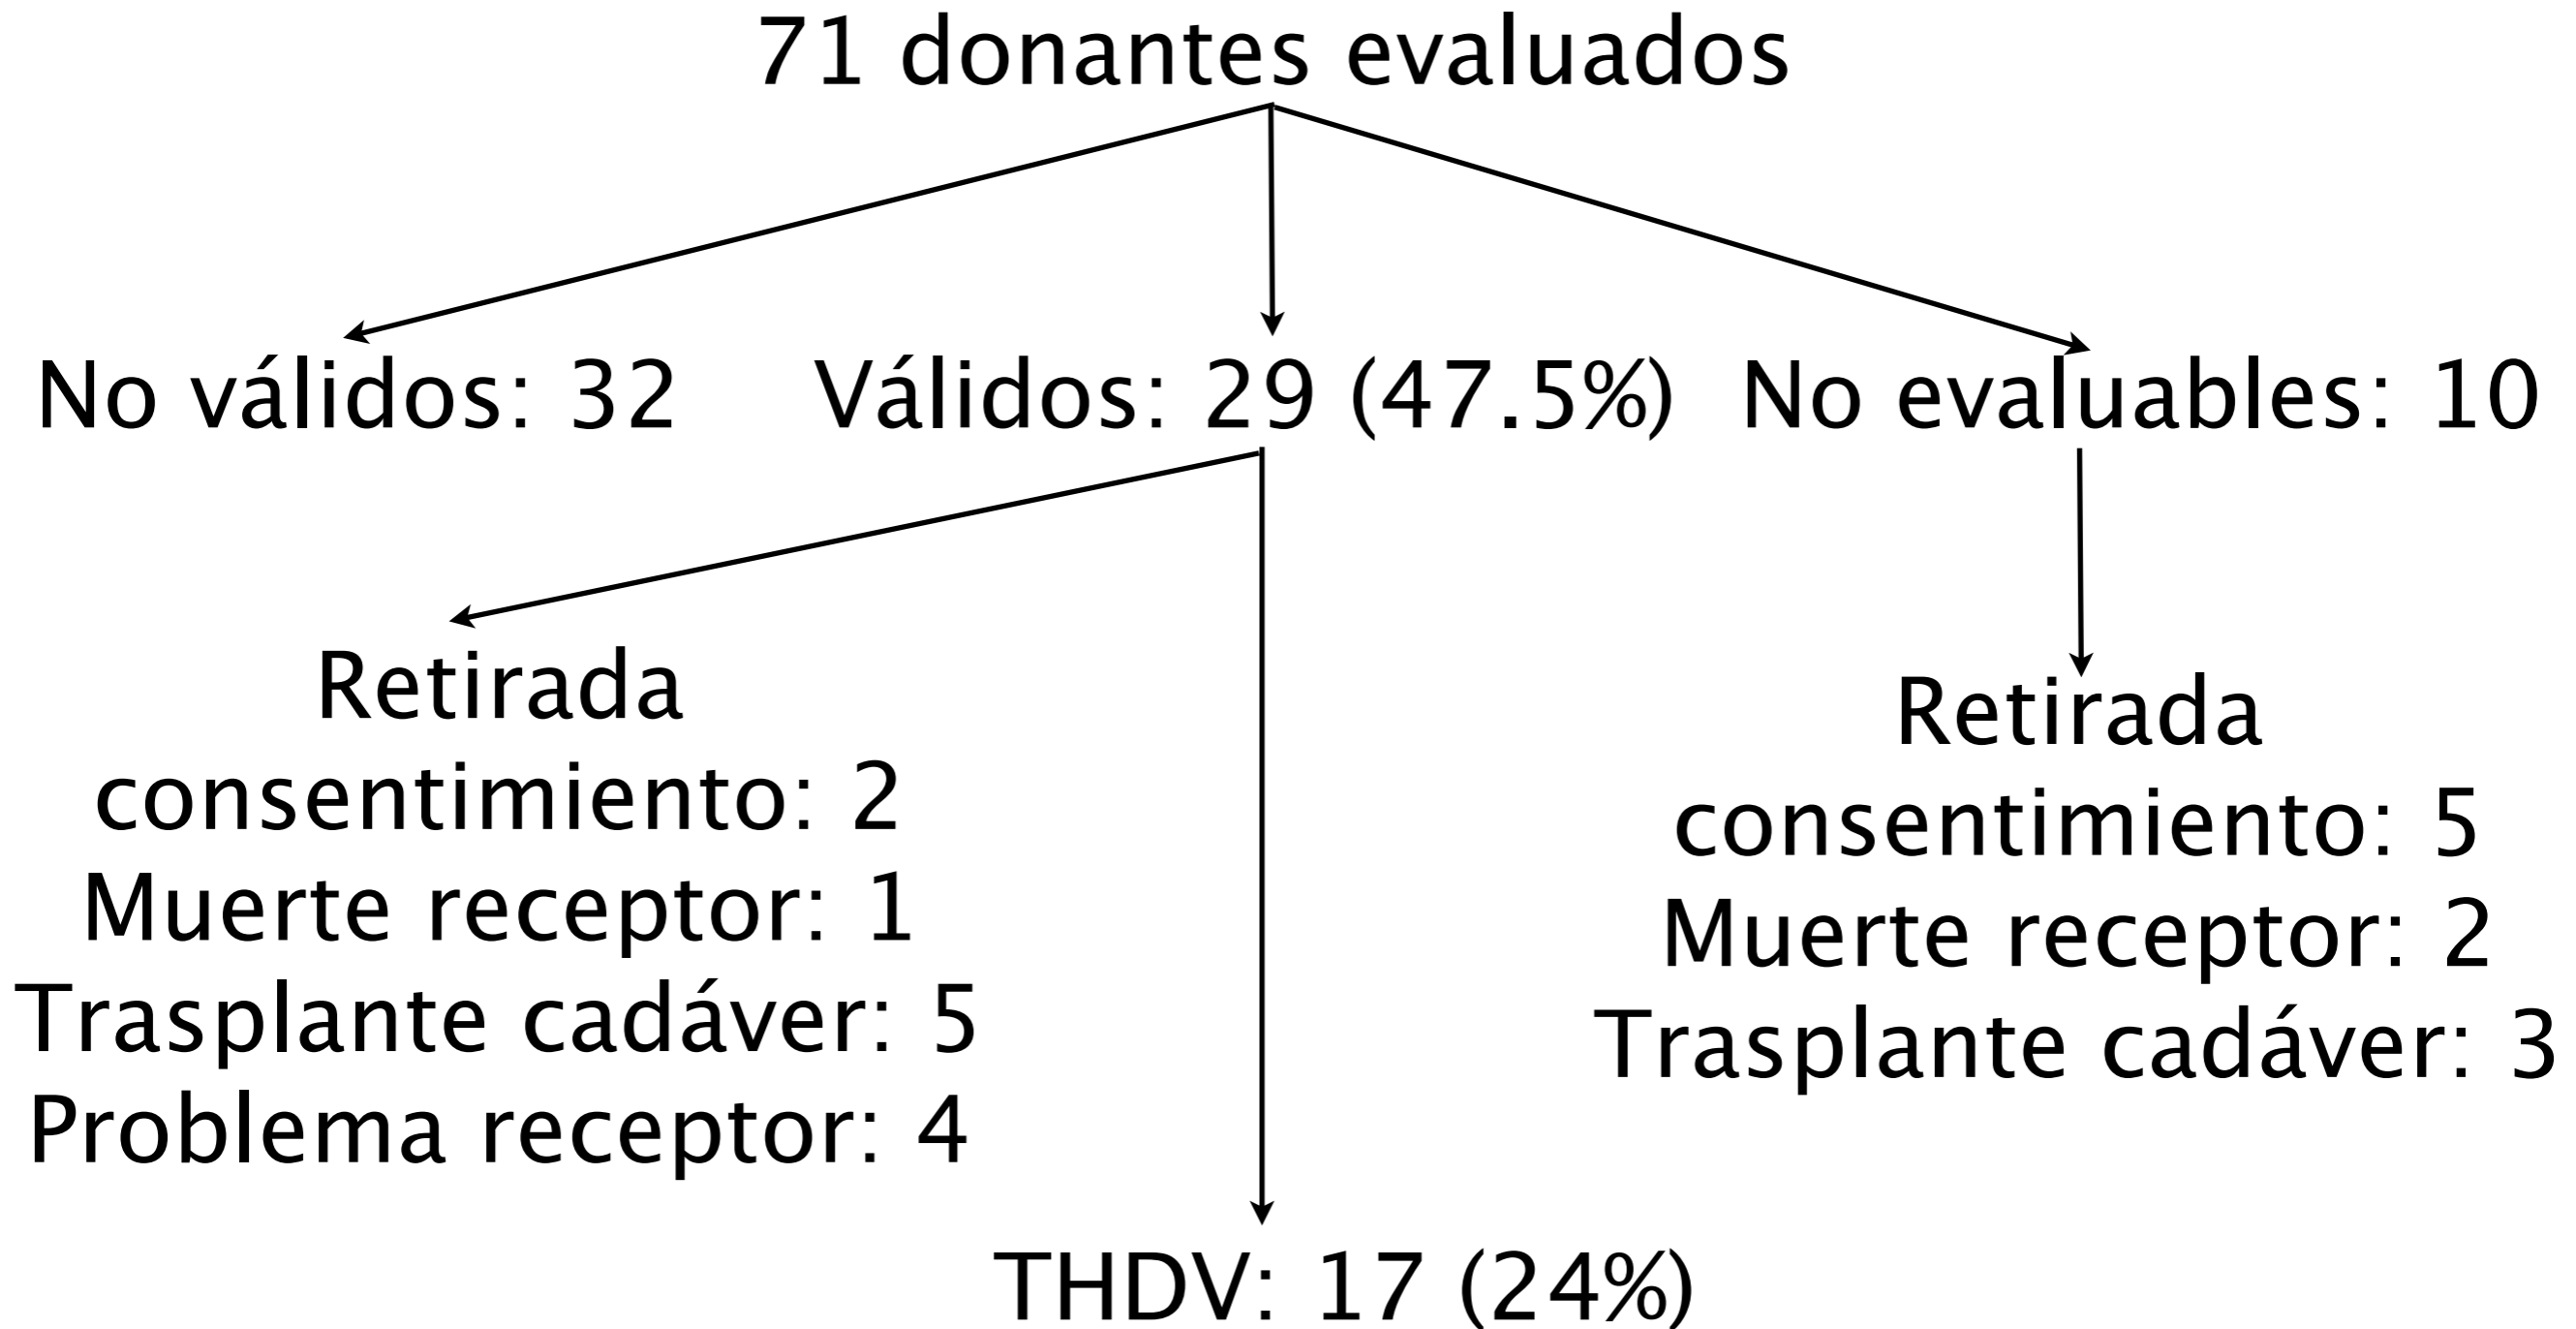 71 donantes evaluados
No válidos: 32
Válidos: 29 (47.5%)
No evaluables: 10
Retirada
consentimiento: 2
Muerte receptor: 1
Trasplante cadáver: 5
Problema receptor: 4
Retirada
consentimiento: 5
Muerte receptor: 2
Trasplante cadáver: 3
THDV: 17 (24%)